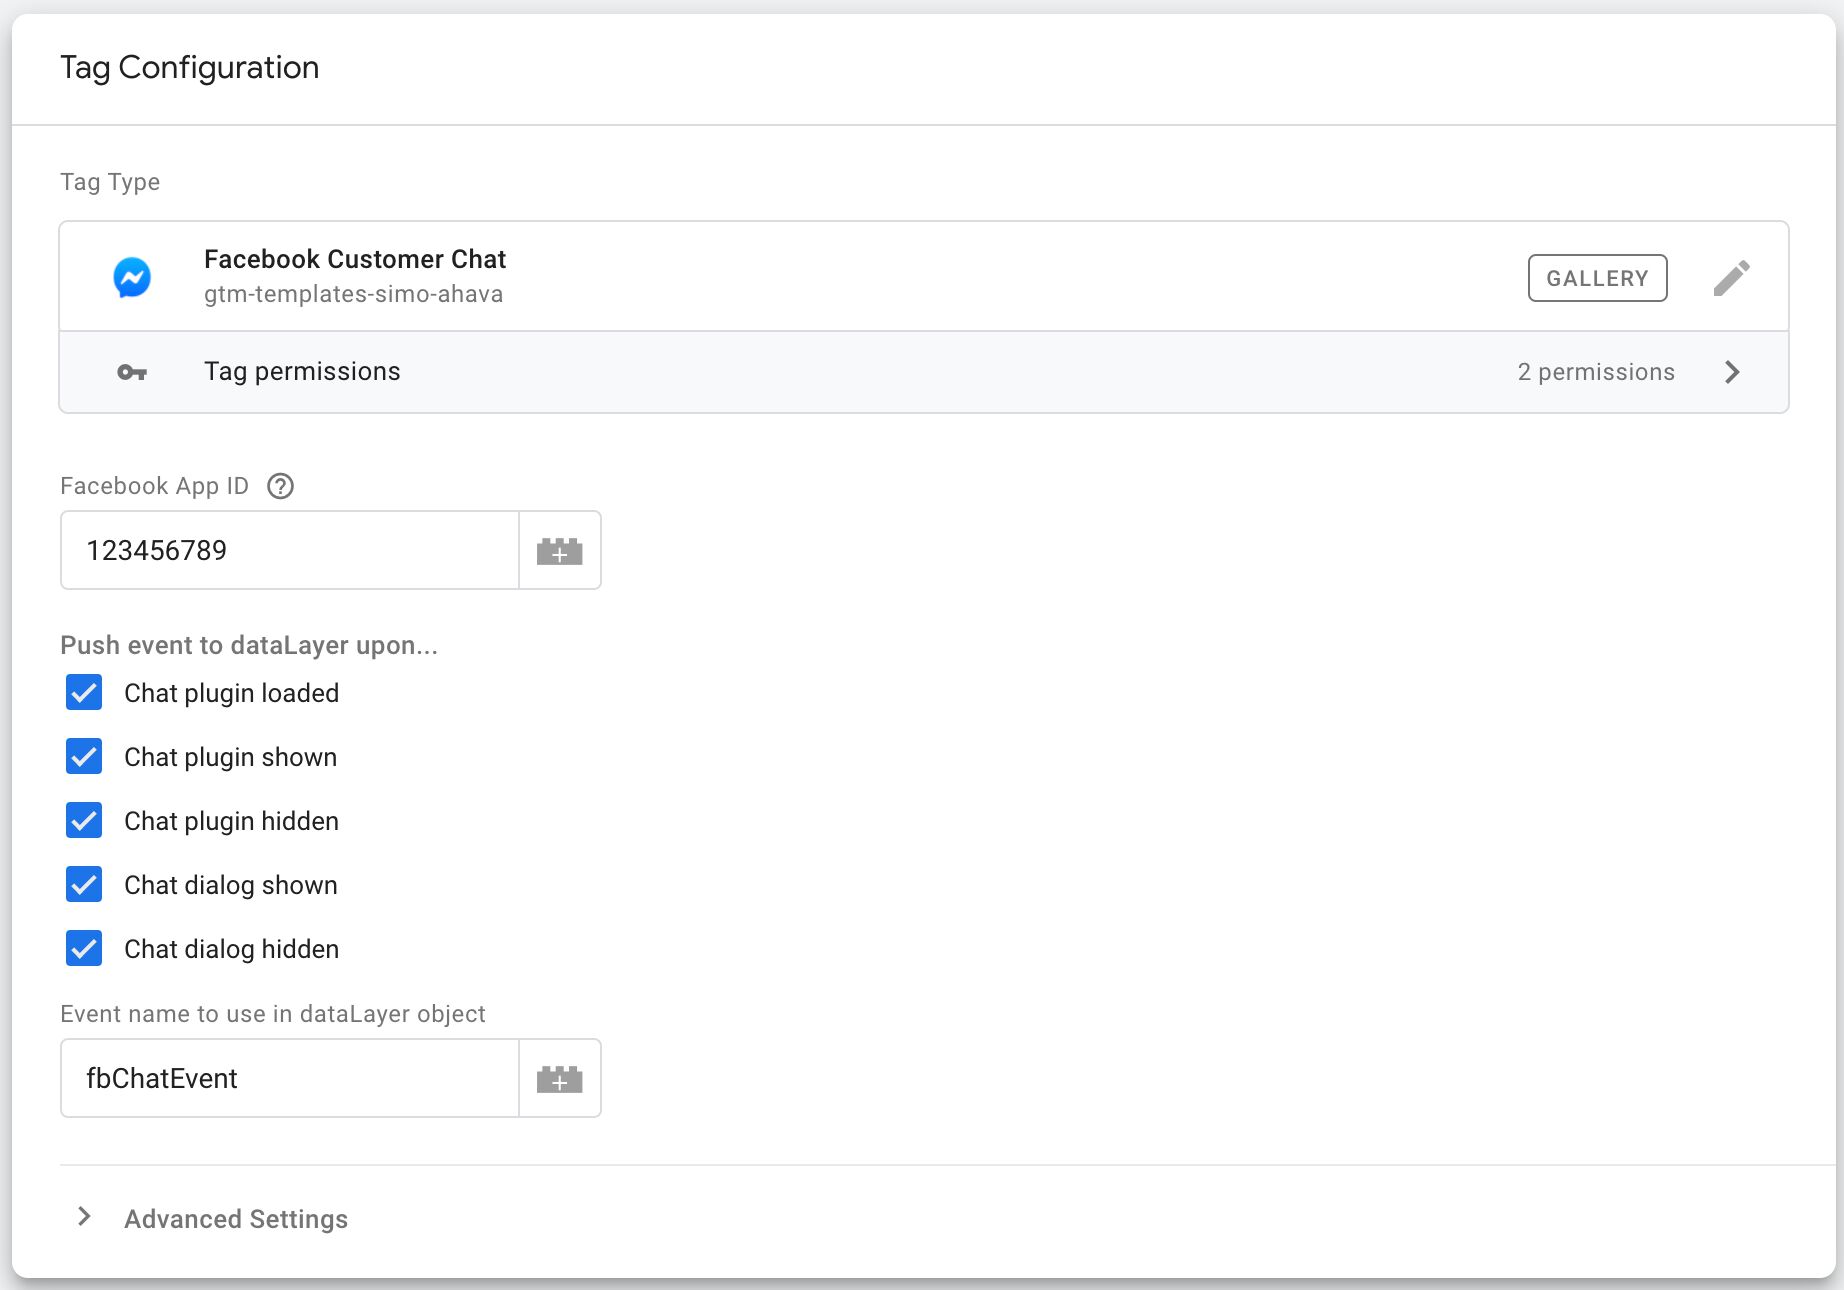 Tag Configuration
Tag Type
Facebook Customer Chat
gtm-templates-simo-ahava
GALLERY
Tag permissions
2 permissions
Facebook App ID
123456789
Push event to dataLayer upon...
Chat plugin loaded
Chat plugin shown
Chat plugin hidden
Chat dialog shown
Chat dialog hidden
Event name to use in dataLayer object
fbChatEvent
Advanced Settings